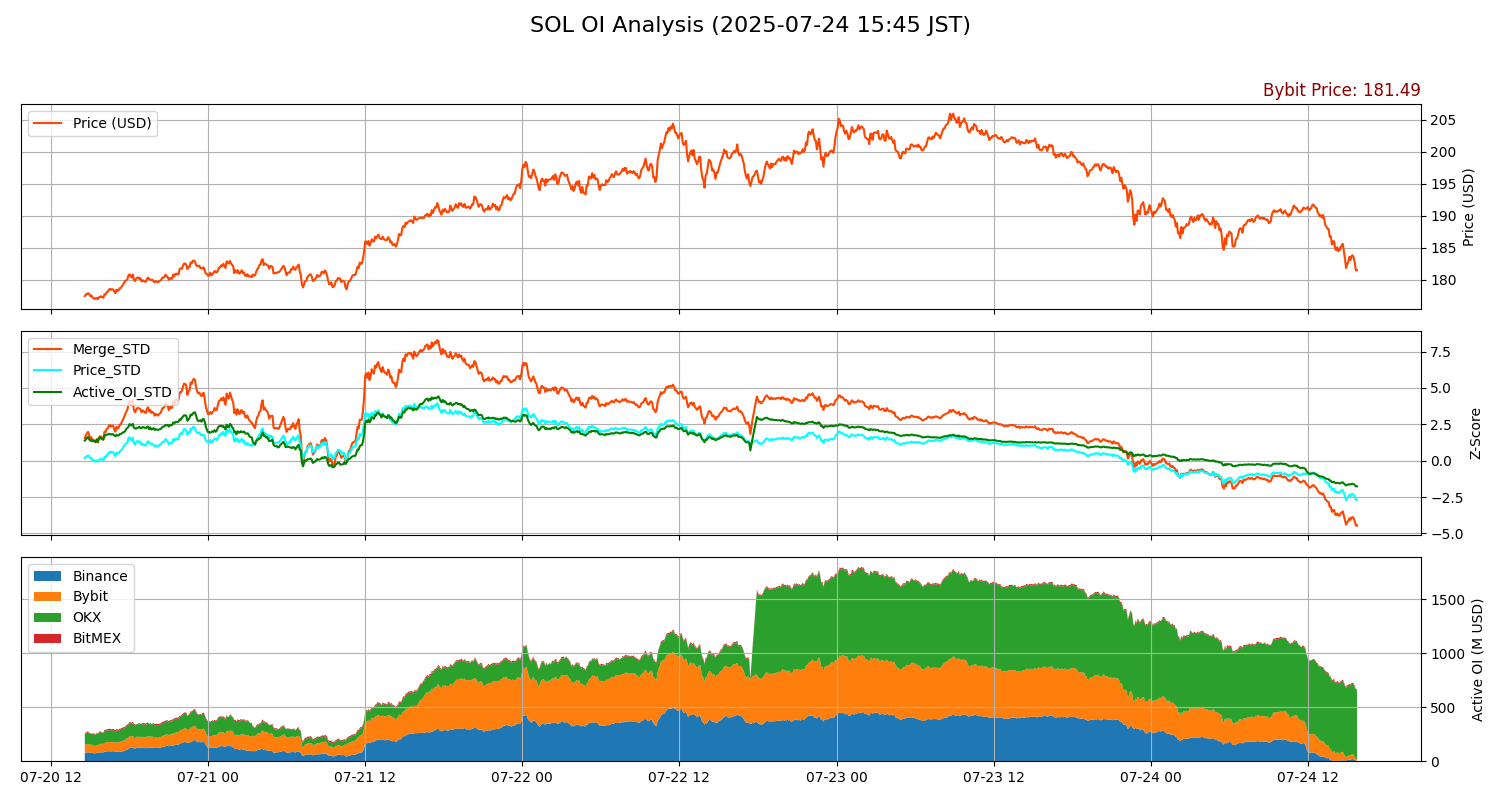 SOL OI Analysis (2025-07-24 15:45 JST)
Bybit Price: 181.49
Price (USD)
205
200
195
190
185
180
Price (USD)
Merge_STD
Price_STD
Active_OI_STD
7.5
5.0
2.5
0.0
−2.5
−5.0
Z-Score
Binance
Bybit
OKX
BitMEX
1500
1000
500
0
Active OI (M USD)
07-20 12
07-21 00
07-21 12
07-22 00
07-22 12
07-23 00
07-23 12
07-24 00
07-24 12